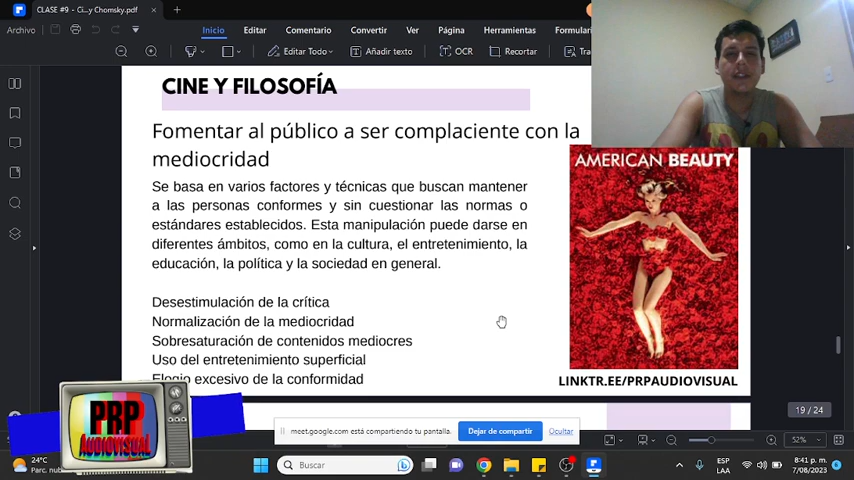 CLASE #9 - Ci...y Chomsky.pdf
Archivo
Inicio
Editar
Comentario
Convertir
Ver
Página
Herramientas
Formulari
Editar Todo
Añadir texto
OCR
Recortar
CINE Y FILOSOFÍA
Fomentar al público a ser complaciente con la
mediocridad
Se basa en varios factores y técnicas que buscan mantener
a las personas conformes y sin cuestionar las normas o
estándares establecidos. Esta manipulación puede darse en
diferentes ámbitos, como en la cultura, el entretenimiento, la
educación, la política y la sociedad en general.
Desestimulación de la crítica
Normalización de la mediocridad
Sobresaturación de contenidos mediocres
Uso del entretenimiento superficial
Elogio excesivo de la conformidad
AMERICAN BEAUTY
LINKTR.EE/PRPAUDIOVISUAL
19 / 24
PRP
AUDIOVISUAL
meet.google.com está compartiendo tu pantalla.
Dejar de compartir
Ocultar
52%
24°C
Parc. nub
Buscar
ESP
LAA
8:41 p. m.
7/08/2023